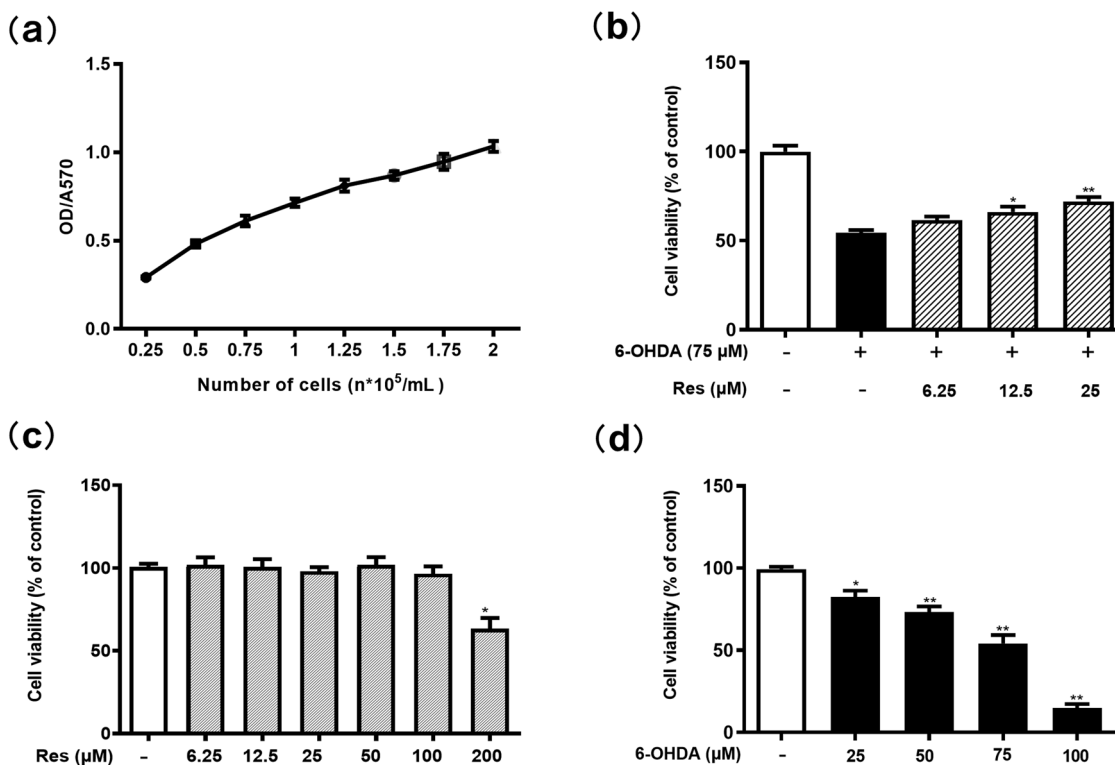 (a)
1.5
1.0
0.5
0.0
OD/A570
0.25 0.5 0.75 1 1.25 1.5 1.75 2
Number of cells (n*10⁵/mL)
(b)
150
100
50
0
Cell viability (% of control)
* **
6-OHDA (75 μM) - + + + +
Res (μM) - - 6.25 12.5 25
(c)
150
100
50
0
Cell viability (% of control)
*
Res (μM) - 6.25 12.5 25 50 100 200
(d)
150
100
50
0
Cell viability (% of control)
* ** ** **
6-OHDA (μM) - 25 50 75 100